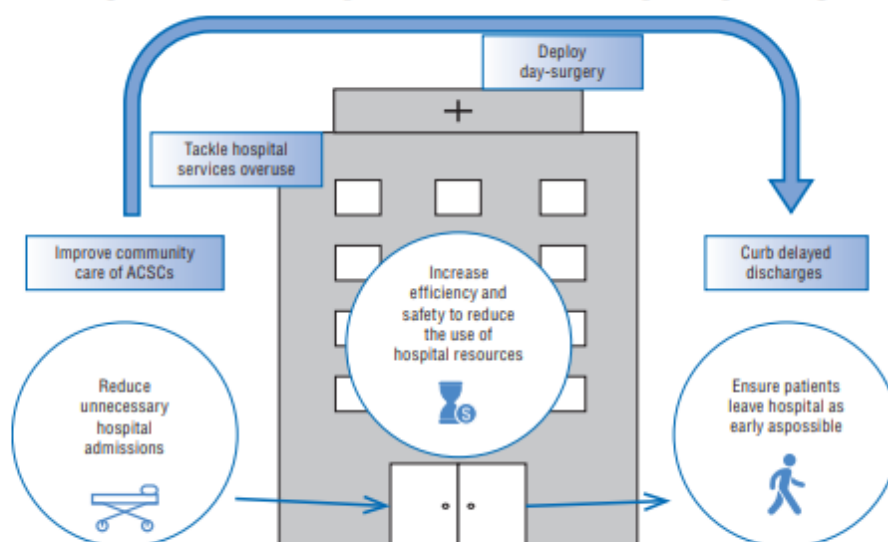 Deploy
day-surgery
Tackle hospital
services overuse
Improve community
care of ACSCs
Curb delayed
discharges
Increase
efficiency and
safety to reduce
the use of
hospital resources
S
Reduce
unnecessary
hospital
admissions
Ensure patients
leave hospital as
early aspossible